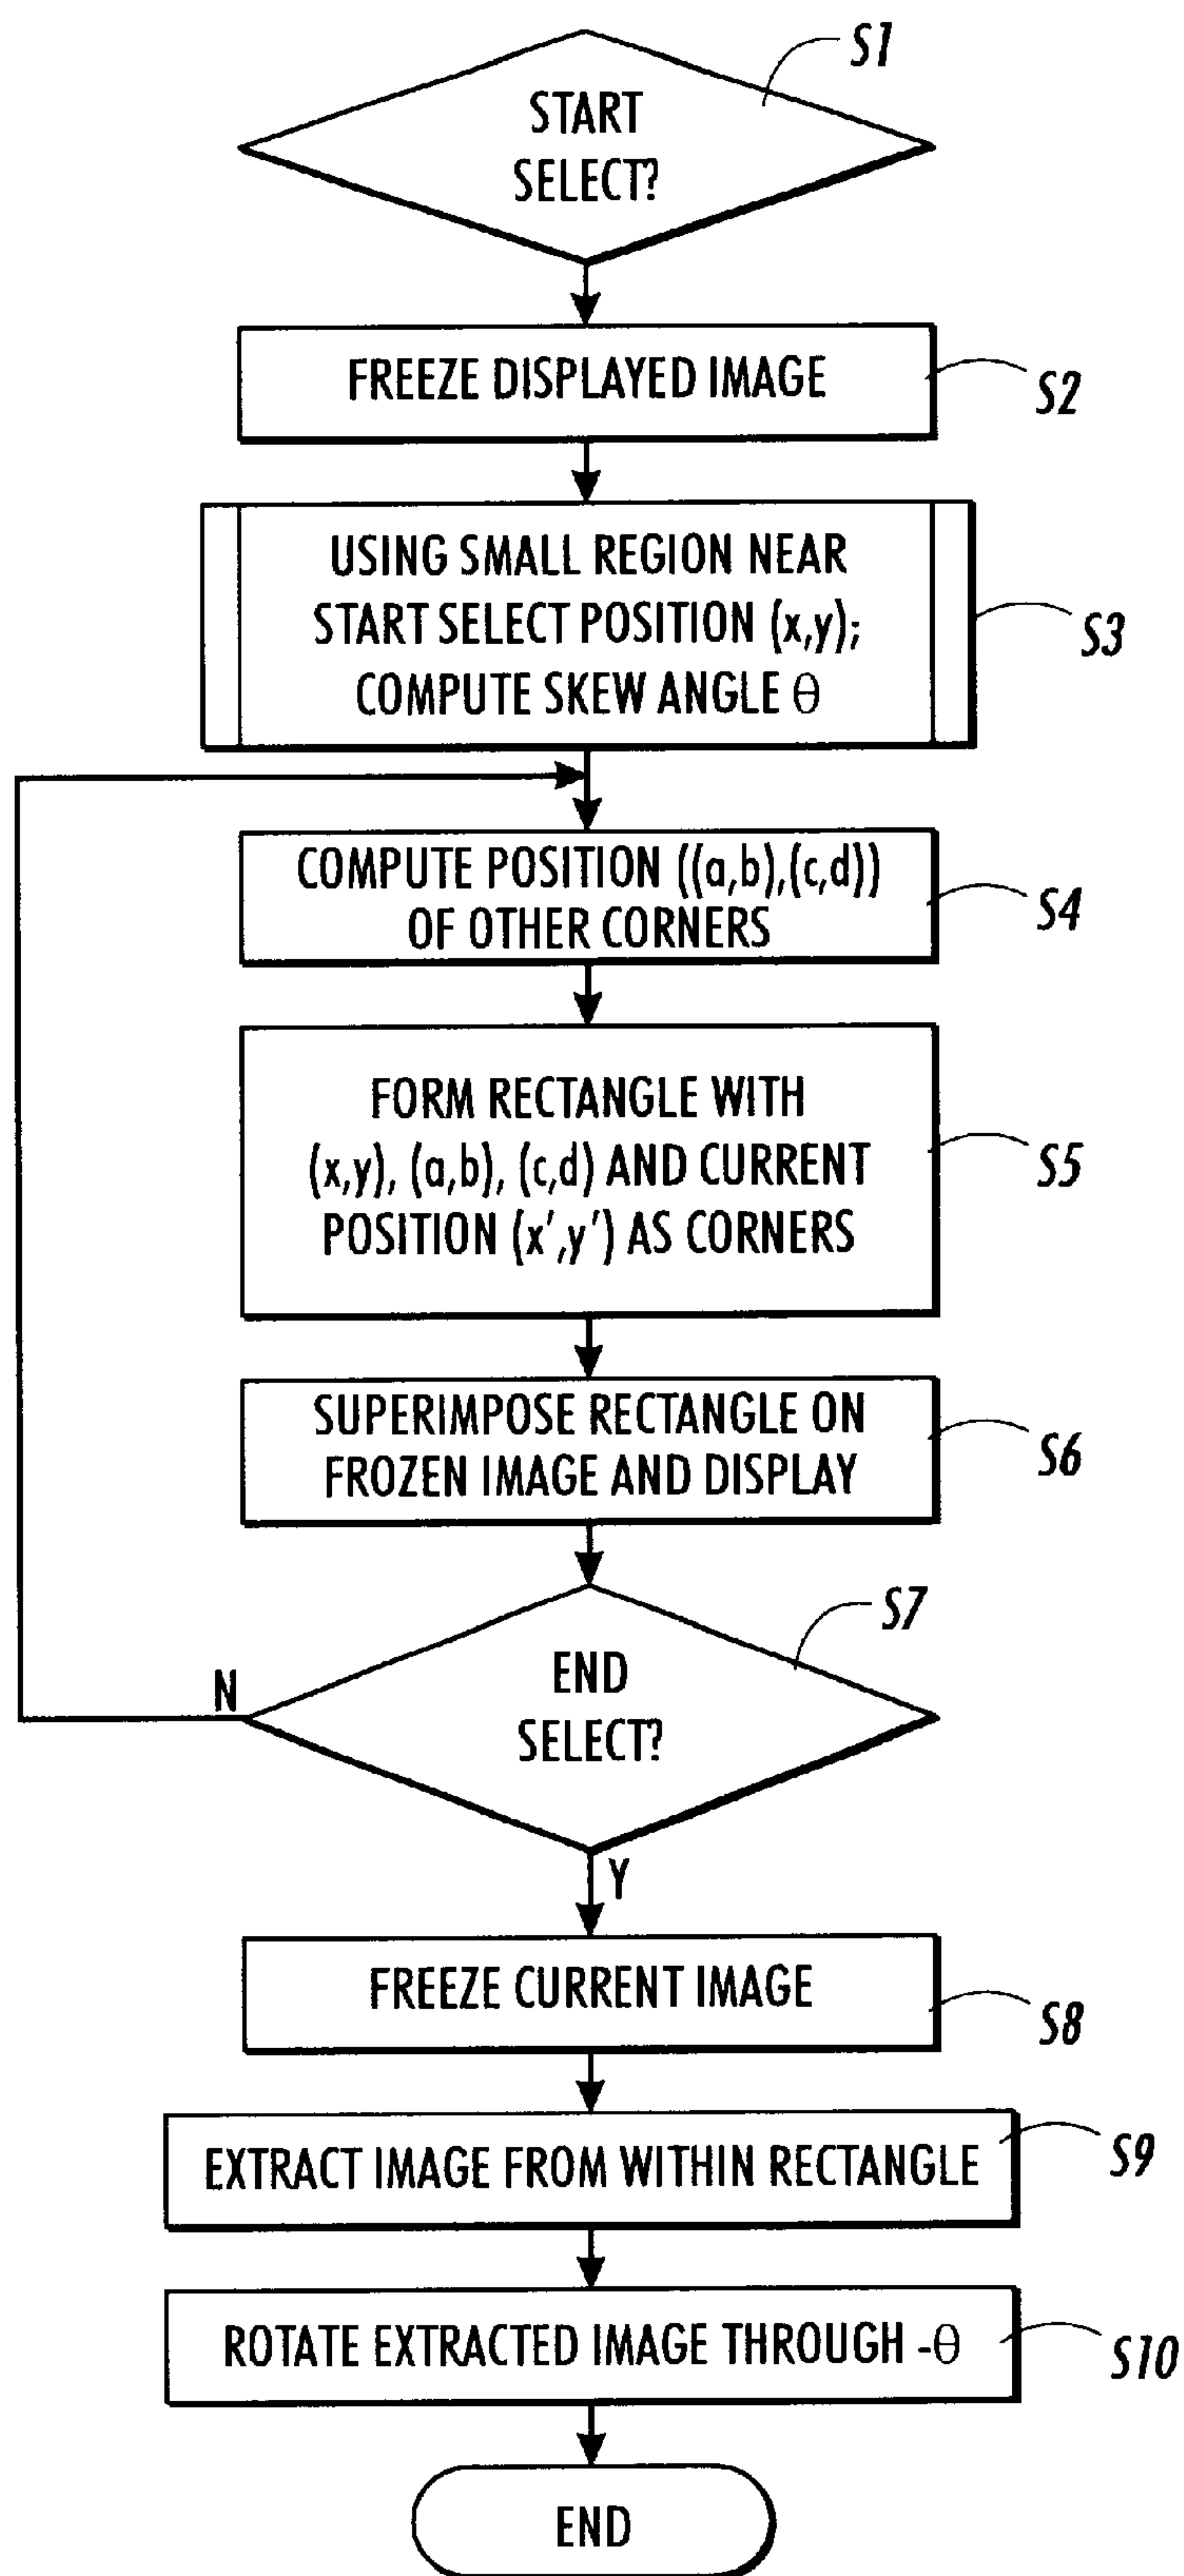 S1
START
SELECT?
FREEZE DISPLAYED IMAGE
S2
USING SMALL REGION NEAR
START SELECT POSITION (x,y);
COMPUTE SKEW ANGLE θ
S3
COMPUTE POSITION ((a,b),(c,d))
OF OTHER CORNERS
S4
FORM RECTANGLE WITH
(x,y), (a,b), (c,d) AND CURRENT
POSITION (x',y') AS CORNERS
S5
SUPERIMPOSE RECTANGLE ON
FROZEN IMAGE AND DISPLAY
S6
S7
END
SELECT?
N
Y
FREEZE CURRENT IMAGE
S8
EXTRACT IMAGE FROM WITHIN RECTANGLE
S9
ROTATE EXTRACTED IMAGE THROUGH -θ
S10
END